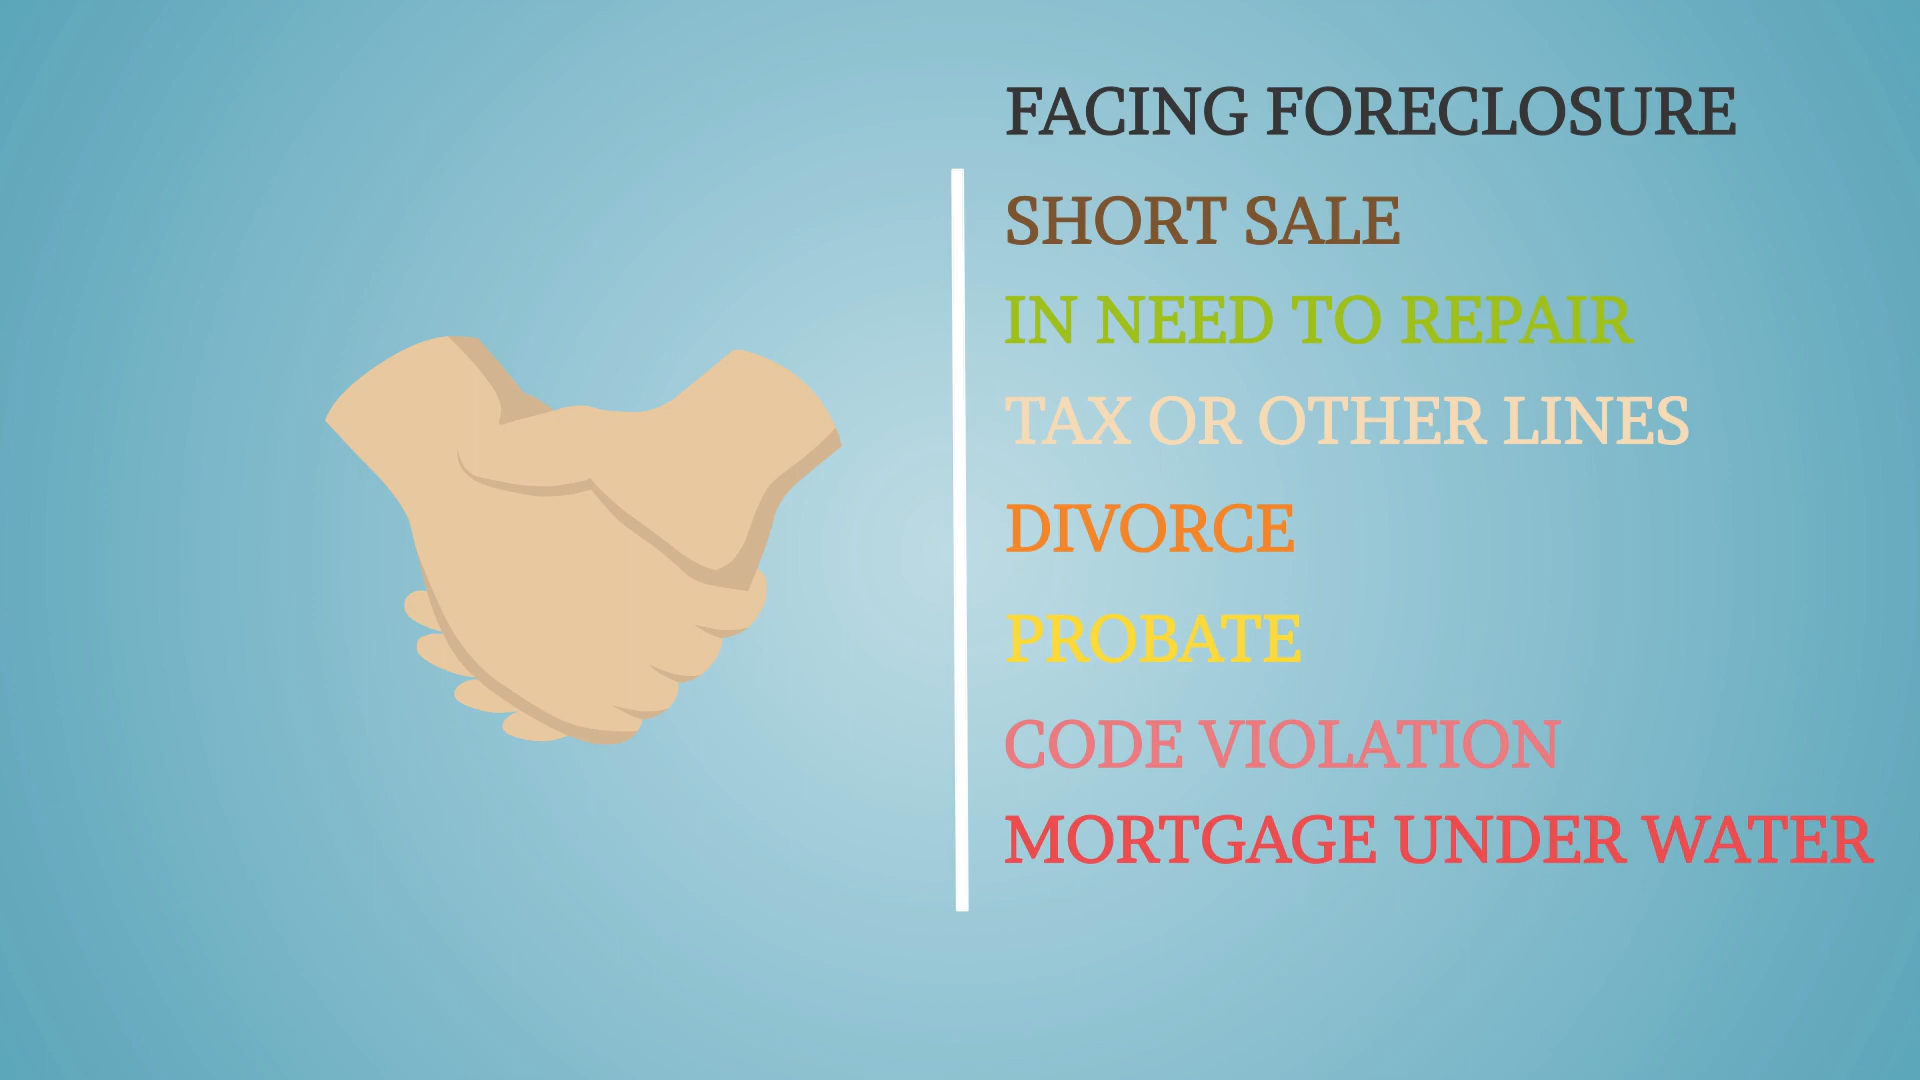 FACING FORECLOSURE
SHORT SALE
IN NEED TO REPAIR
TAX OR OTHER LINES
DIVORCE
PROBATE
CODE VIOLATION
MORTGAGE UNDER WATER